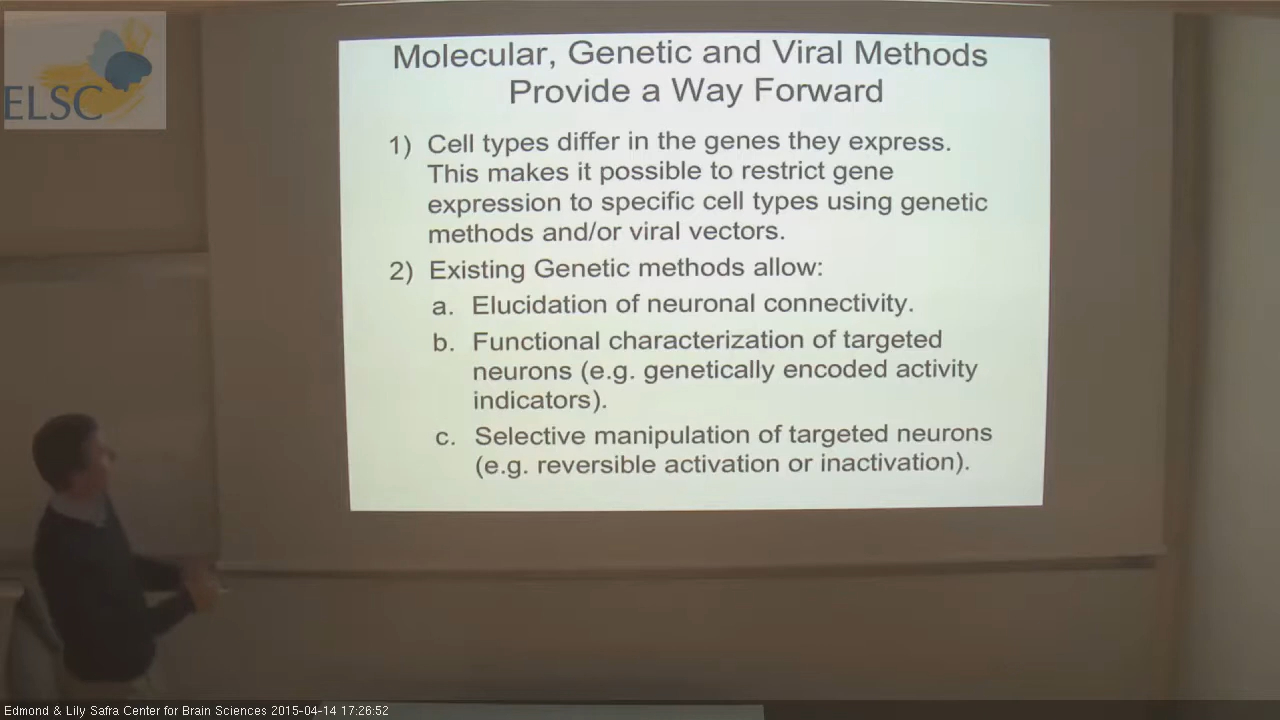 ELSC
Molecular, Genetic and Viral Methods
Provide a Way Forward
1) Cell types differ in the genes they express.
This makes it possible to restrict gene
expression to specific cell types using genetic
methods and/or viral vectors.
2) Existing Genetic methods allow:
a. Elucidation of neuronal connectivity.
b. Functional characterization of targeted
neurons (e.g. genetically encoded activity
indicators).
c. Selective manipulation of targeted neurons
(e.g. reversible activation or inactivation).
Edmond & Lily Safra Center for Brain Sciences 2015-04-14 17:26:52